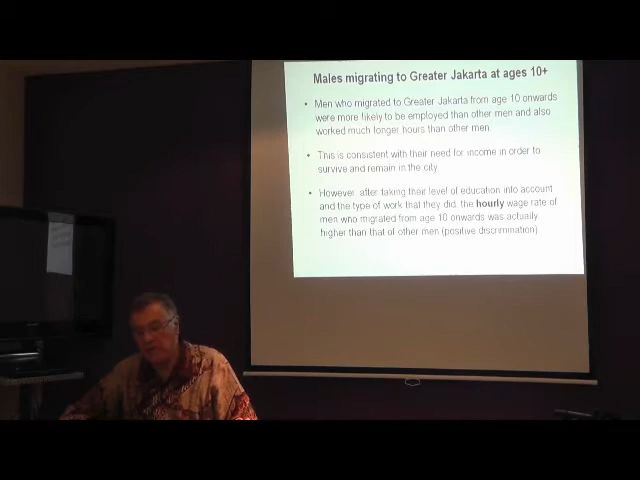 Males migrating to Greater Jakarta at ages 10+
• Men who migrated to Greater Jakarta from age 10 onwards
were more likely to be employed than other men and also
worked much longer hours than other men.
• This is consistent with their need for income in order to
survive and remain in the city
• However, after taking their level of education into account
and the type of work that they did, the hourly wage rate of
men who migrated from age 10 onwards was actually
higher than that of other men (positive discrimination)